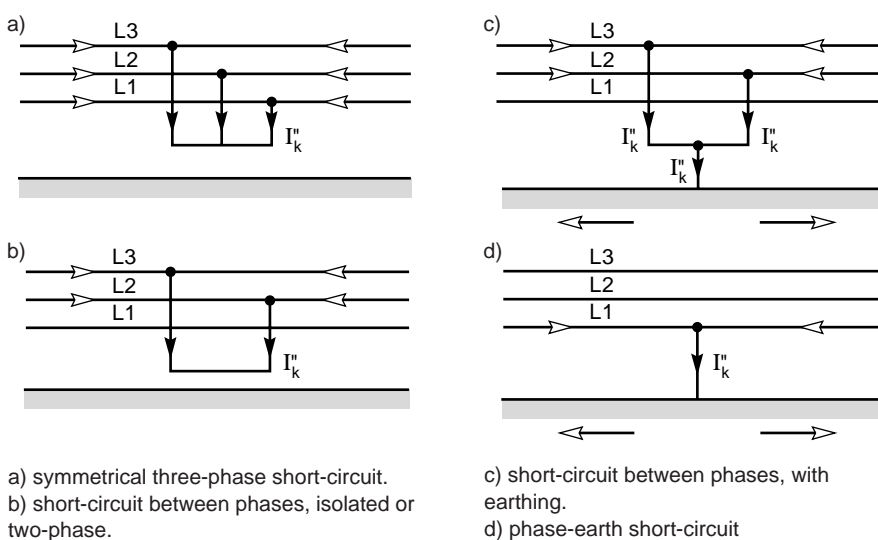 a)
L3
L2
L1
I"k
b)
L3
L2
L1
I"k
c)
L3
L2
L1
I"k I"k
I"k
d)
L3
L2
L1
I"k
a) symmetrical three-phase short-circuit.
b) short-circuit between phases, isolated or
two-phase.
c) short-circuit between phases, with
earthing.
d) phase-earth short-circuit